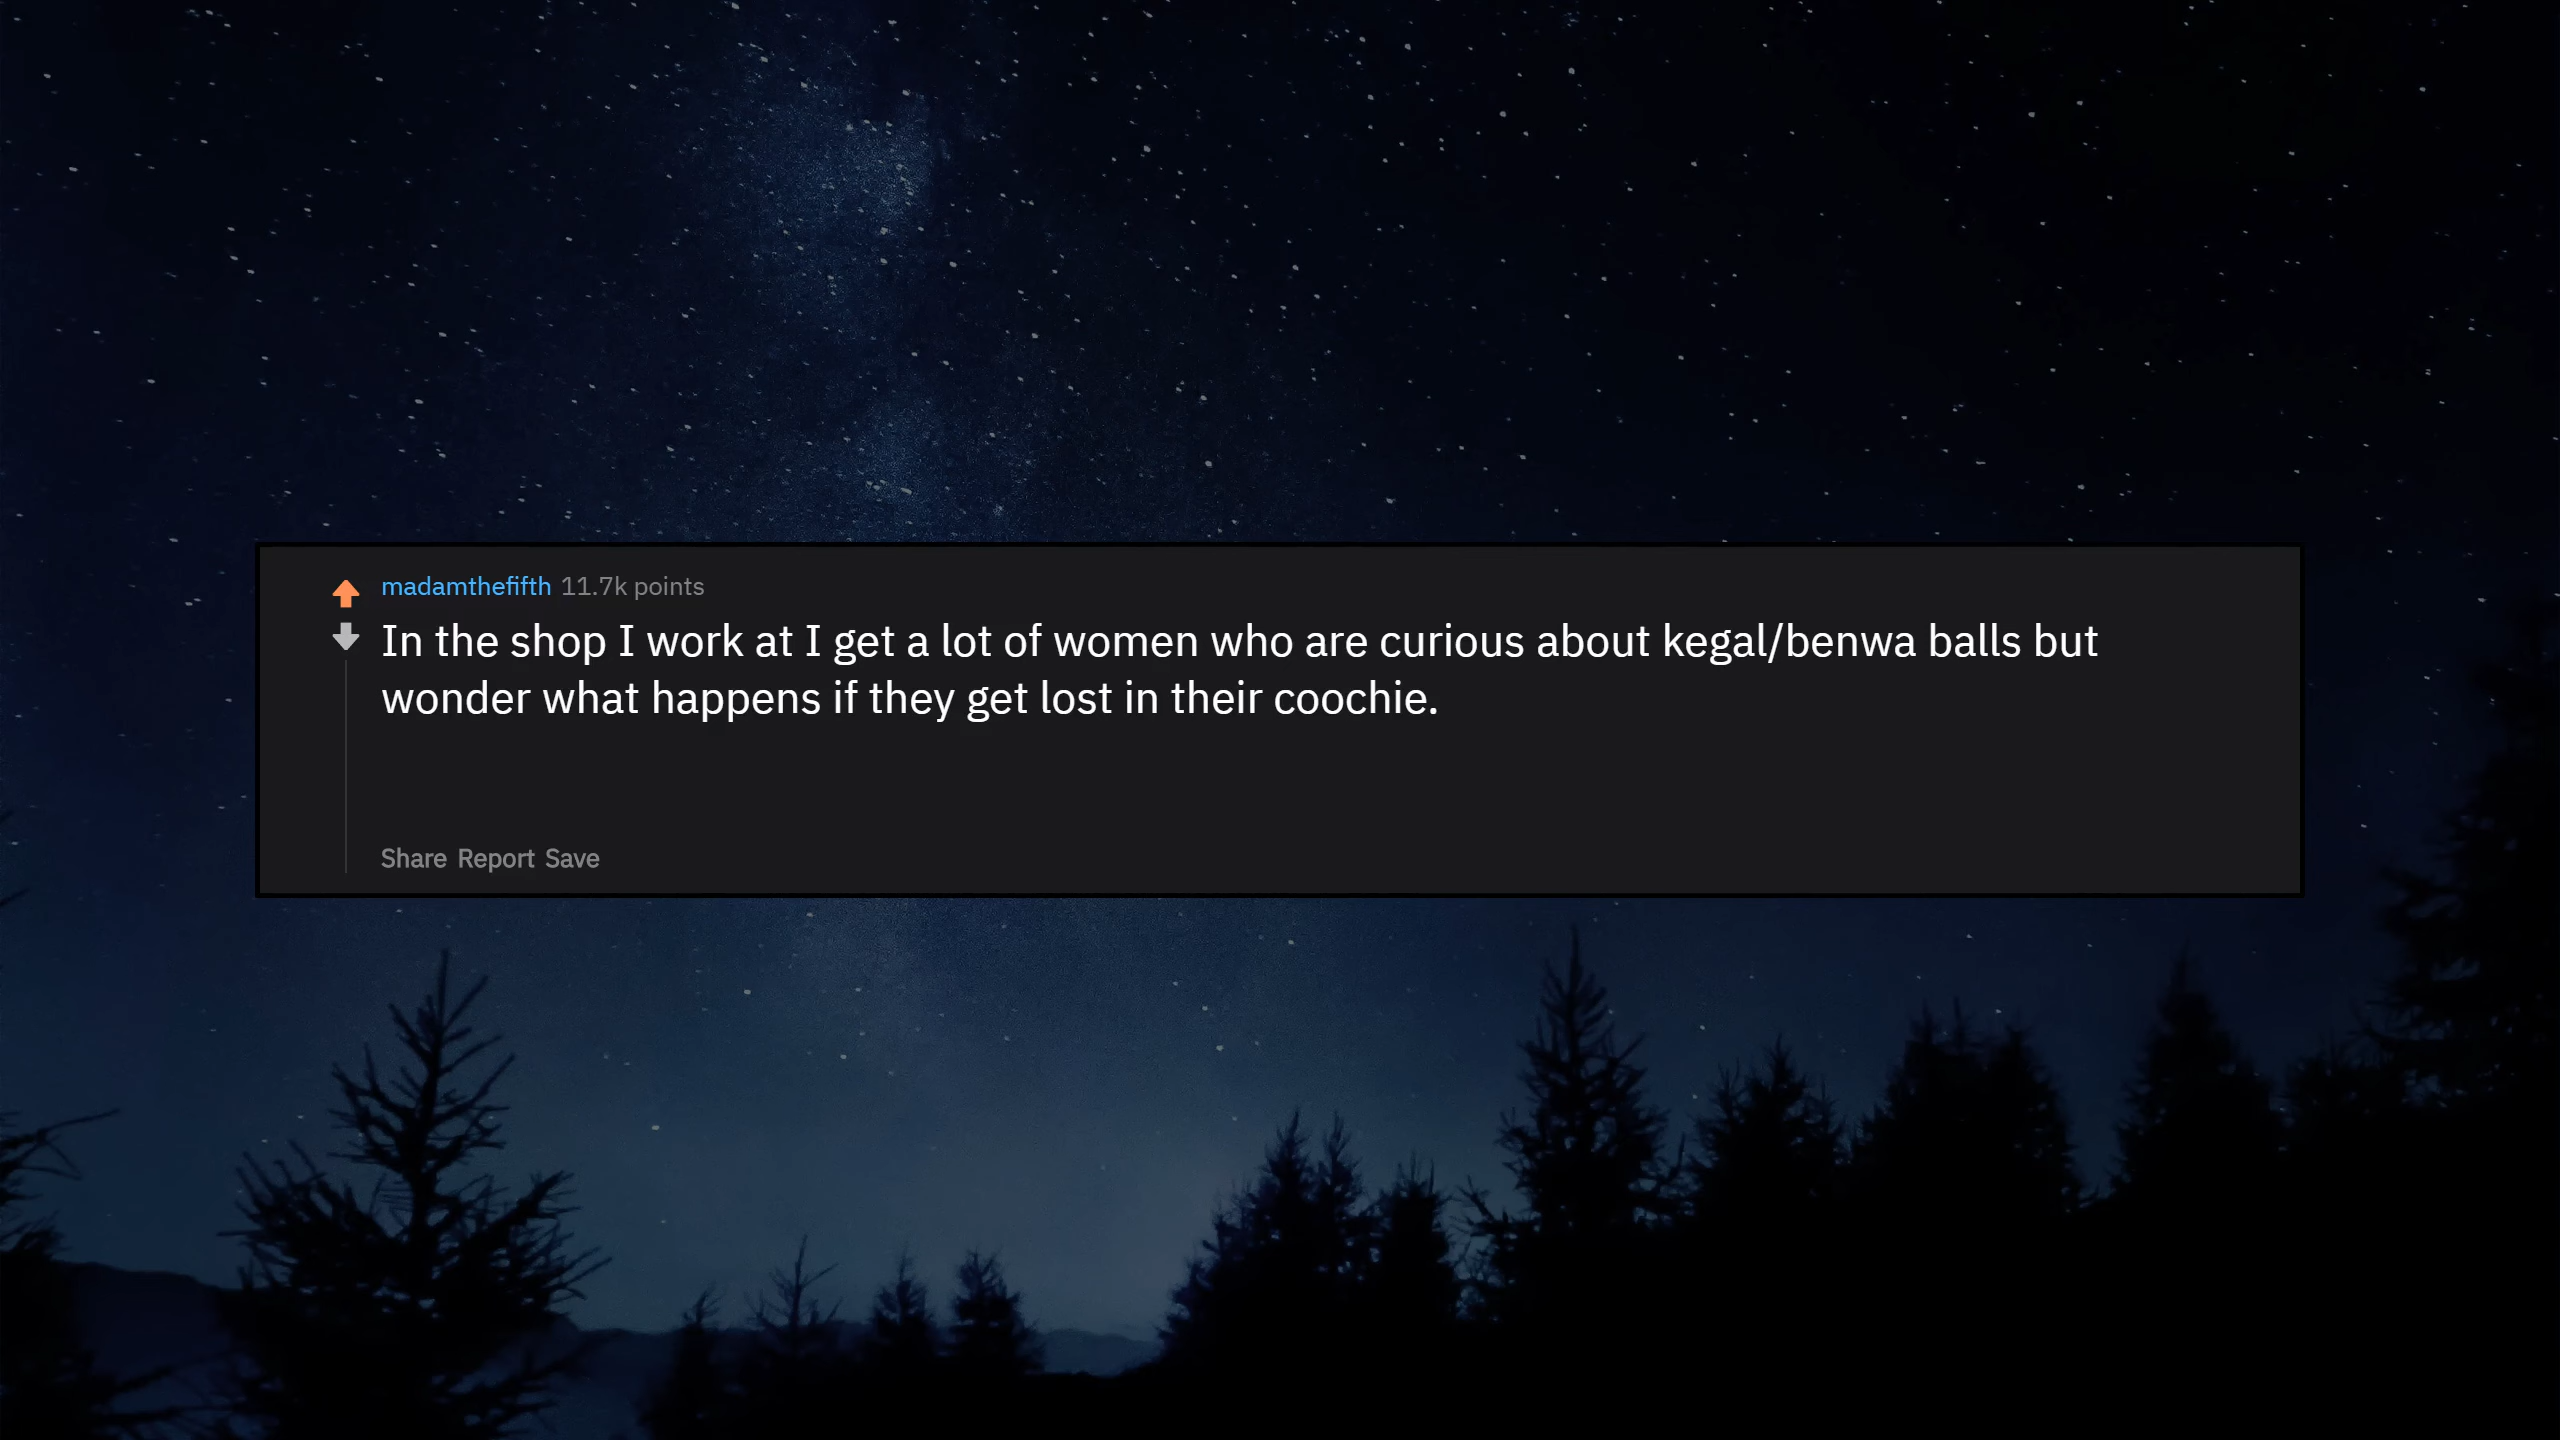 madamthefifth 11.7k points
In the shop I work at I get a lot of women who are curious about kegal/benwa balls but
wonder what happens if they get lost in their coochie.
Share Report Save